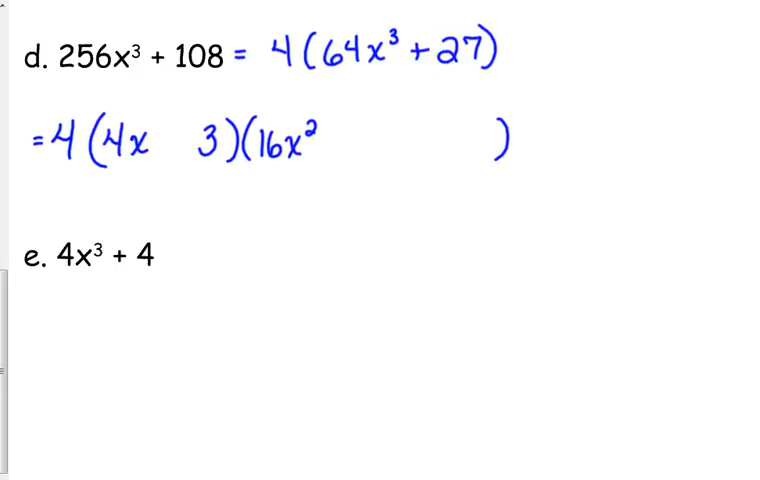 d. 256x³ + 108 = 4(64x³ + 27)
= 4(4x 3)(16x² )
e. 4x³ + 4